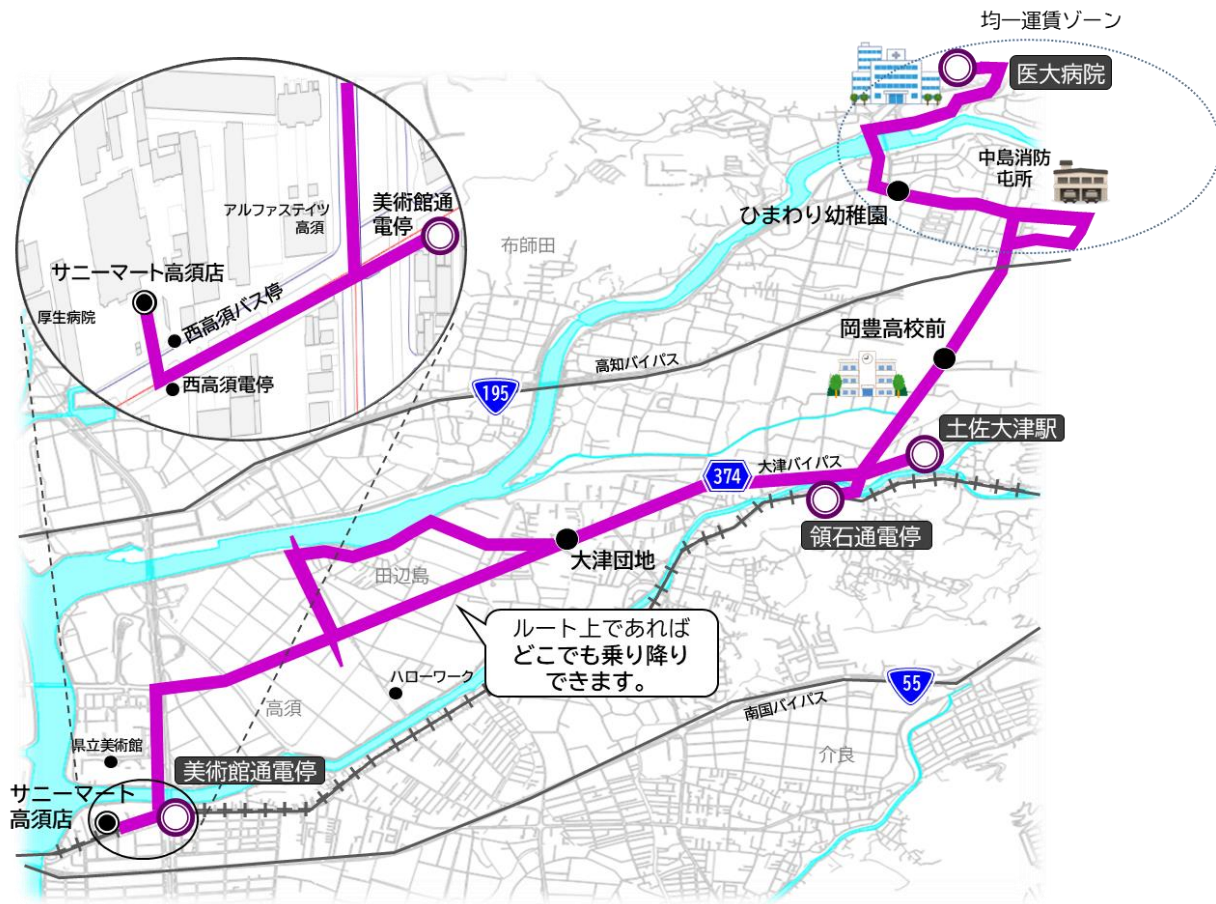 均一運賃ゾーン
医大病院
中島消防
屯所
ひまわり幼稚園
アルファステイツ
高須
美術館通
電停
サニーマート高須店
厚生病院
西高須バス停
西高須電停
布師田
岡豊高校前
高知バイパス
195
土佐大津駅
374
大津バイパス
領石通電停
大津団地
田辺島
ルート上であれば
どこでも乗り降り
できます。
ハローワーク
高須
55
南国バイパス
介良
県立美術館
美術館通電停
サニーマート
高須店